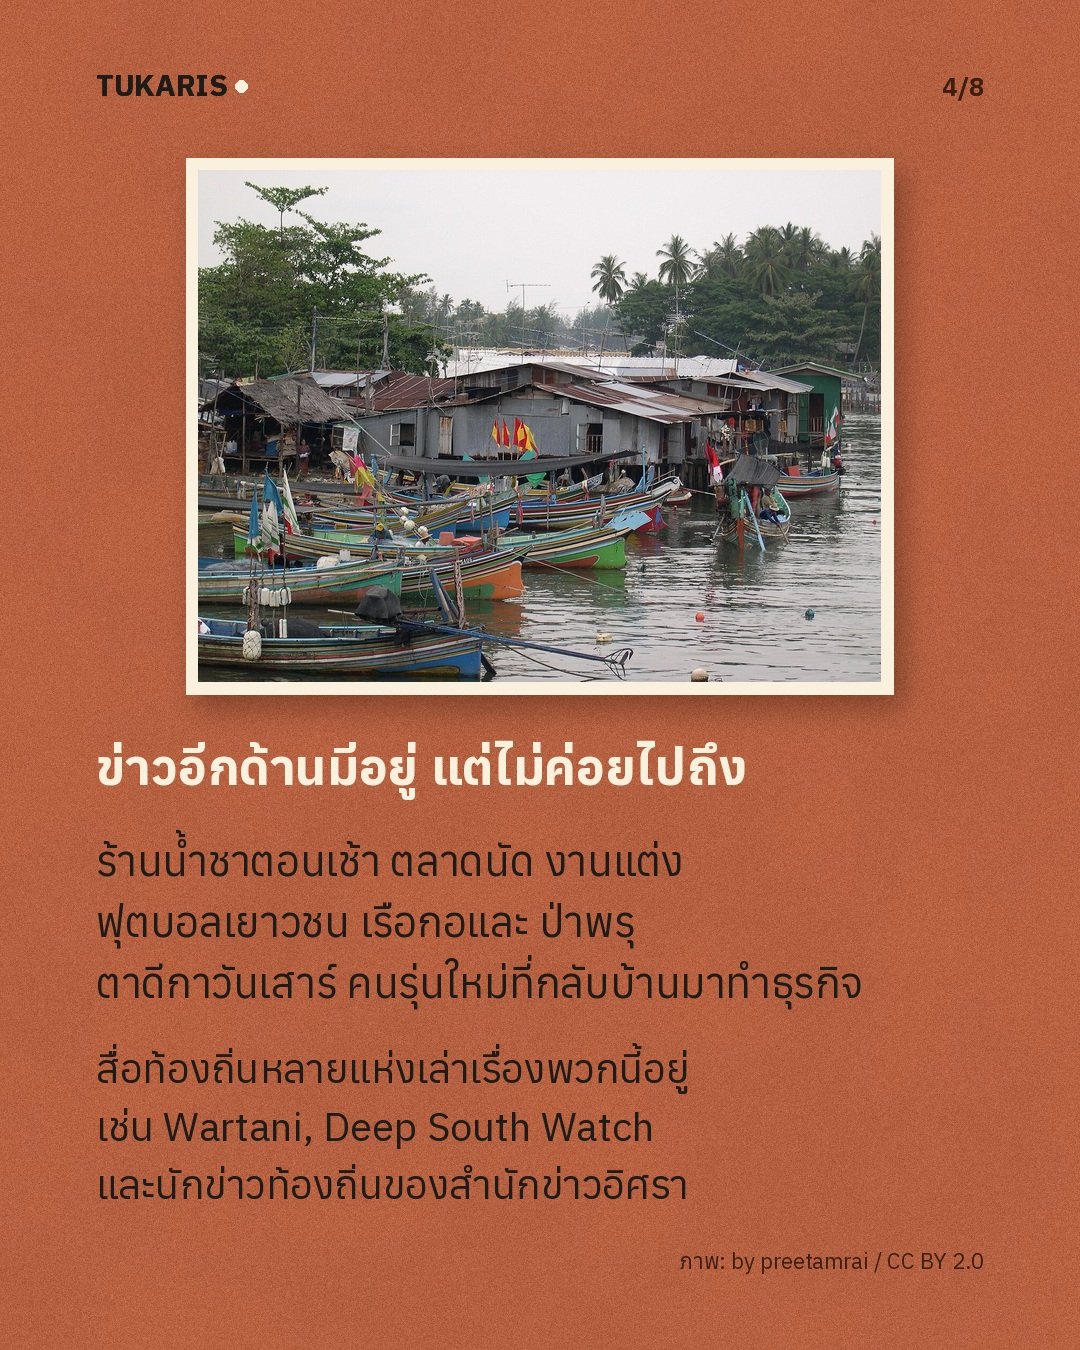 TUKARIS
4/8
ข่าวอีกด้านมีอยู่ แต่ไม่ค่อยไปถึง
ร้านน้ำชาตอนเช้า ตลาดนัด งานแต่ง
ฟุตบอลเยาวชน เรือกอและ ป่าพรุ
ตาดีกาวันเสาร์ คนรุ่นใหม่ที่กลับบ้านมาทำธุรกิจ
สื่อท้องถิ่นหลายแห่งเล่าเรื่องพวกนี้อยู่
เช่น Wartani, Deep South Watch
และนักข่าวท้องถิ่นของสำนักข่าวอิศรา
ภาพ: by preetamrai / CC BY 2.0